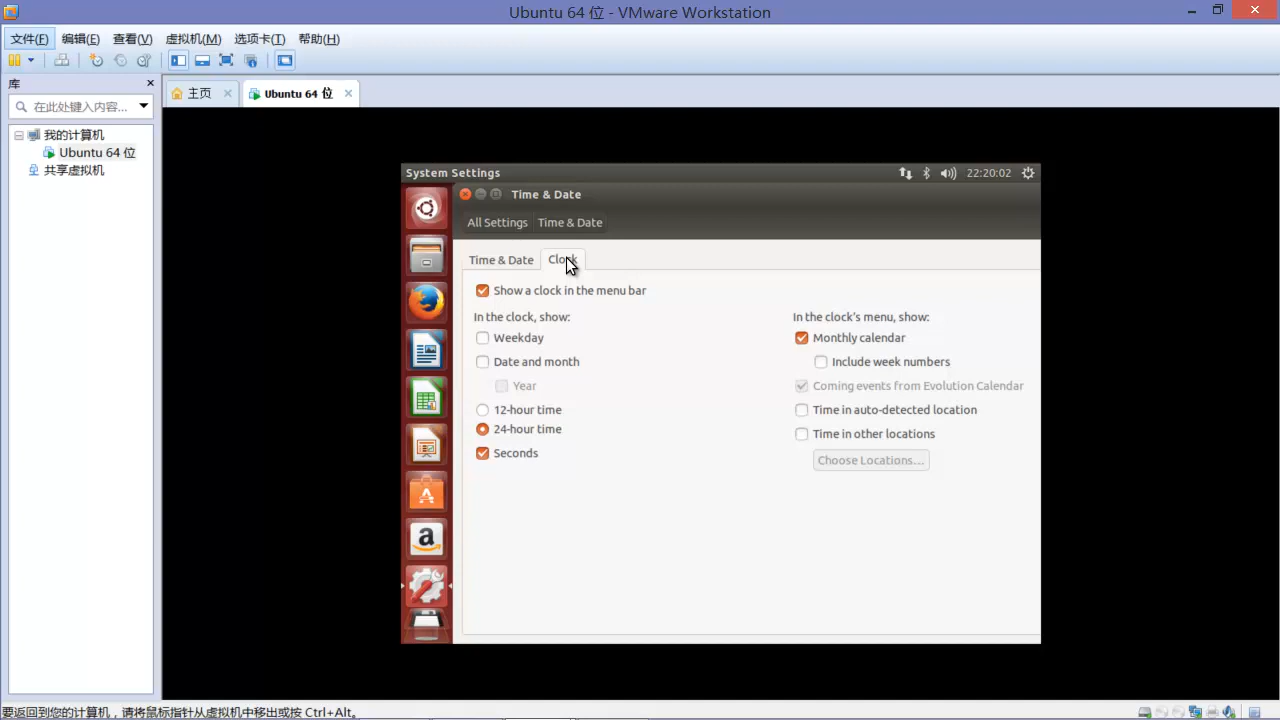 Ubuntu 64 位 - VMware Workstation
文件(F) 编辑(E) 查看(V) 虚拟机(M) 选项卡(T) 帮助(H)
库
在此处键入内容...
我的计算机
Ubuntu 64 位
共享虚拟机
主页
Ubuntu 64 位
System Settings
22:20:02
Time & Date
All Settings
Time & Date
Time & Date
Clock
Show a clock in the menu bar
In the clock, show:
Weekday
Date and month
Year
12-hour time
24-hour time
Seconds
In the clock's menu, show:
Monthly calendar
Include week numbers
Coming events from Evolution Calendar
Time in auto-detected location
Time in other locations
Choose Locations...
要返回到您的计算机，请将鼠标指针从虚拟机中移出或按 Ctrl+Alt。